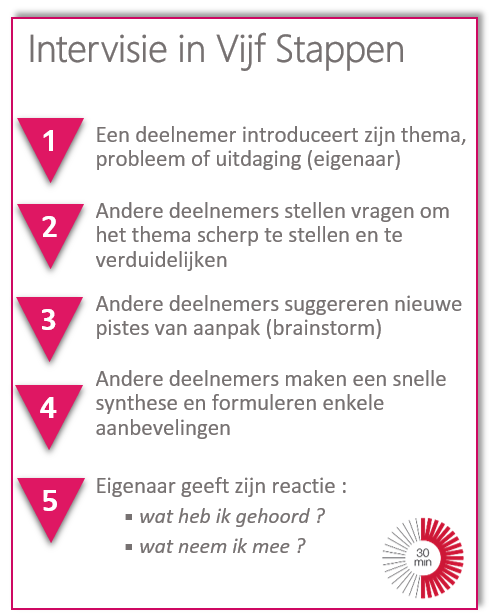 Intervisie in Vijf Stappen
1
Een deelnemer introduceert zijn thema,
probleem of uitdaging (eigenaar)
2
Andere deelnemers stellen vragen om
het thema scherp te stellen en te
verduidelijken
3
Andere deelnemers suggereren nieuwe
pistes van aanpak (brainstorm)
4
Andere deelnemers maken een snelle
synthese en formuleren enkele
aanbevelingen
5
Eigenaar geeft zijn reactie :
▪ wat heb ik gehoord ?
▪ wat neem ik mee ?
30
min